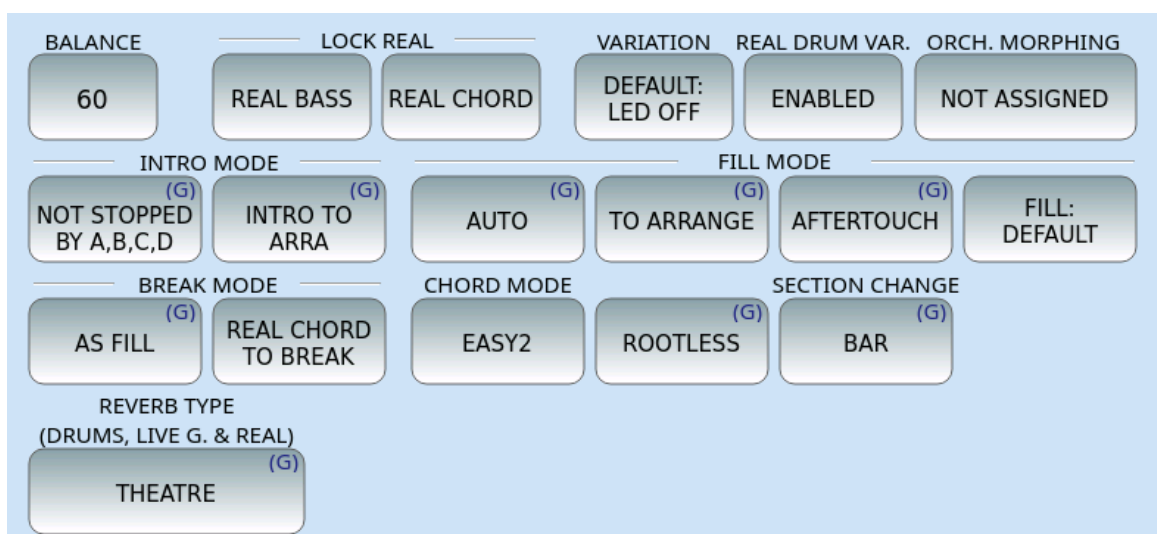 BALANCE
LOCK REAL
VARIATION
REAL DRUM VAR.
ORCH. MORPHING
60
REAL BASS
REAL CHORD
DEFAULT:
LED OFF
ENABLED
NOT ASSIGNED
INTRO MODE
FILL MODE
(G)
NOT STOPPED
BY A,B,C,D
(G)
INTRO TO
ARRA
(G)
AUTO
(G)
TO ARRANGE
(G)
AFTERTOUCH
FILL:
DEFAULT
BREAK MODE
CHORD MODE
SECTION CHANGE
(G)
AS FILL
REAL CHORD
TO BREAK
EASY2
(G)
ROOTLESS
(G)
BAR
REVERB TYPE
(DRUMS, LIVE G. & REAL)
(G)
THEATRE